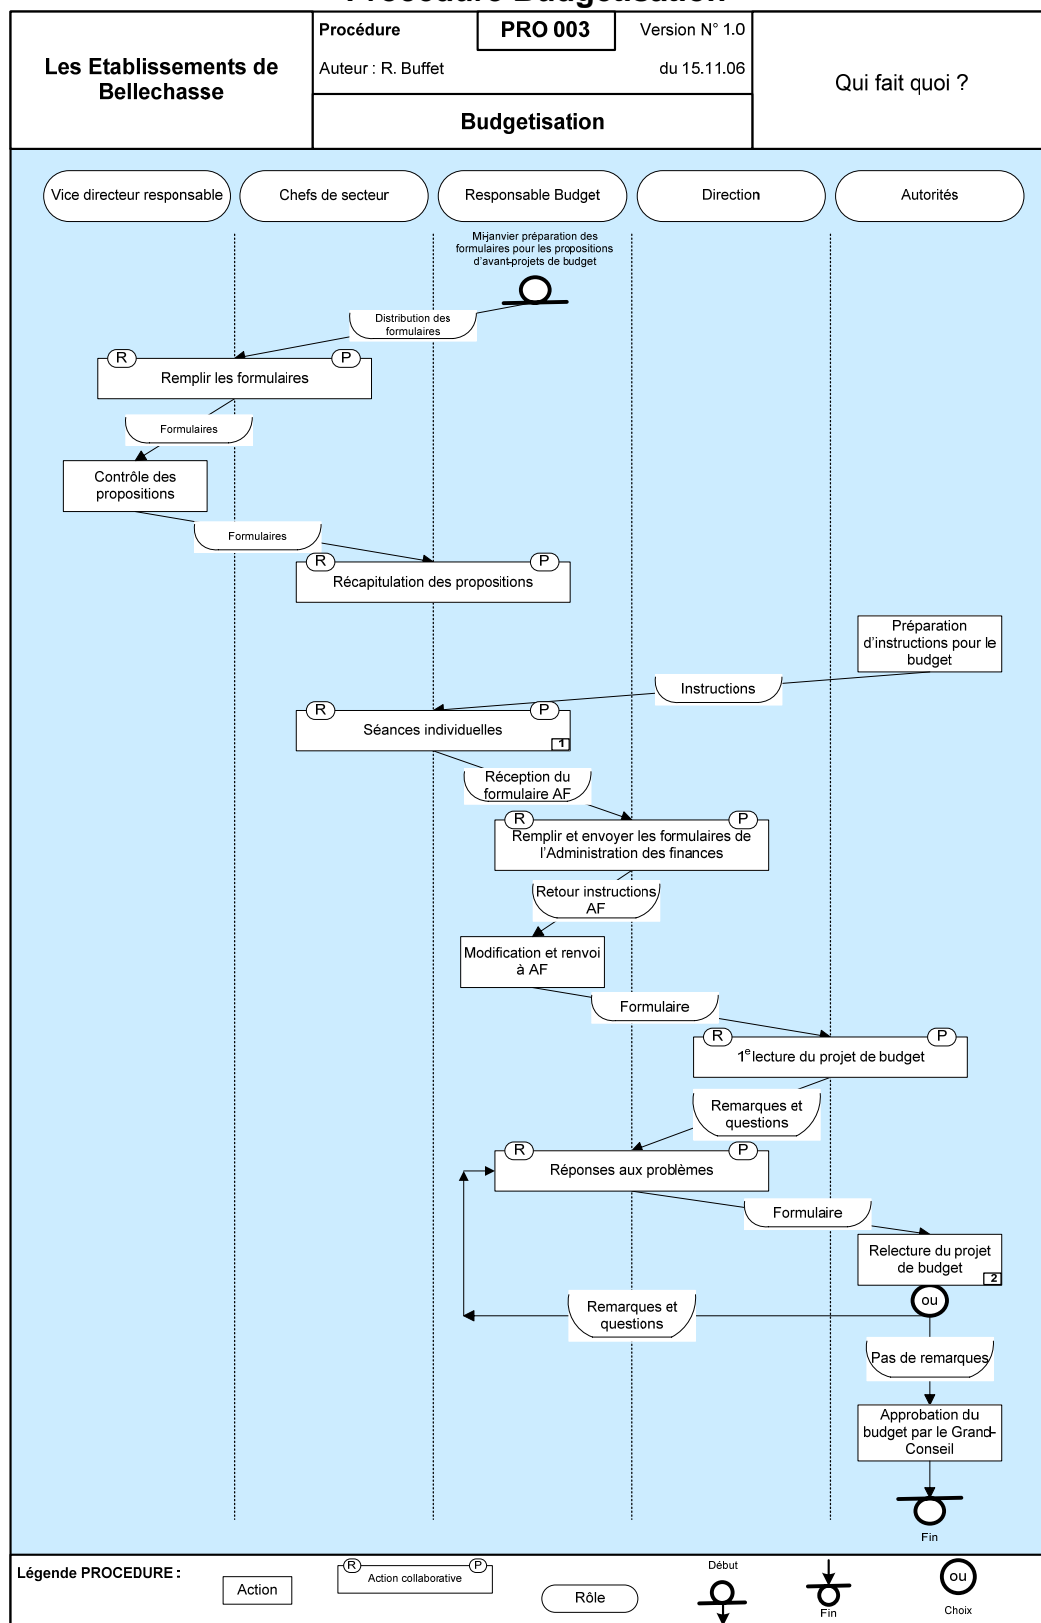 Procédure Budgetisation
Les Etablissements de
Bellechasse
Procédure
PRO 003
Version N° 1.0
Auteur : R. Buffet
du 15.11.06
Budgetisation
Qui fait quoi ?
Vice directeur responsable
Chefs de secteur
Responsable Budget
Direction
Autorités
Mi-janvier préparation des
formulaires pour les propositions
d'avant-projets de budget
Distribution des
formulaires
R
P
Remplir les formulaires
Formulaires
Contrôle des
propositions
Formulaires
R
P
Récapitulation des propositions
Préparation
d'instructions pour le
budget
Instructions
R
P
Séances individuelles
1
Réception du
formulaire AF
R
P
Remplir et envoyer les formulaires de
l'Administration des finances
Retour instructions
AF
Modification et renvoi
à AF
Formulaire
R
P
1e lecture du projet de budget
Remarques et
questions
R
P
Réponses aux problèmes
Formulaire
Relecture du projet
de budget
2
ou
Remarques et
questions
Pas de remarques
Approbation du
budget par le Grand-
Conseil
Fin
Légende PROCEDURE :
Action
R
P
Action collaborative
Rôle
Début
Fin
ou
Choix